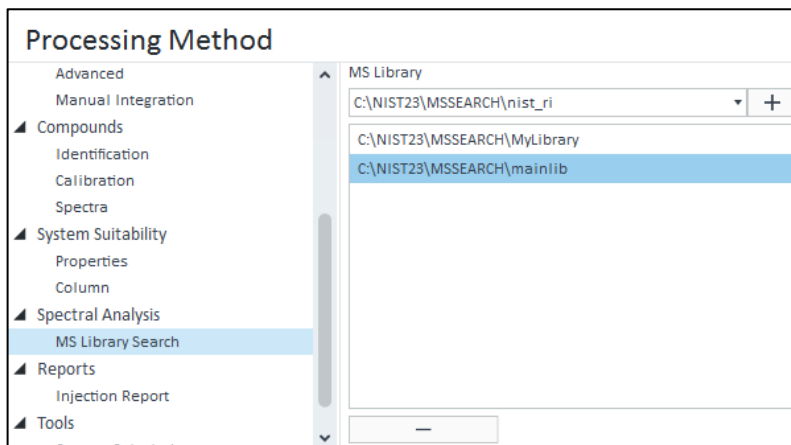 Processing Method
Advanced
Manual Integration
Compounds
Identification
Calibration
Spectra
System Suitability
Properties
Column
Spectral Analysis
MS Library Search
Reports
Injection Report
Tools
MS Library
C:\NIST23\MSSEARCH\nist_ri
C:\NIST23\MSSEARCH\MyLibrary
C:\NIST23\MSSEARCH\mainlib